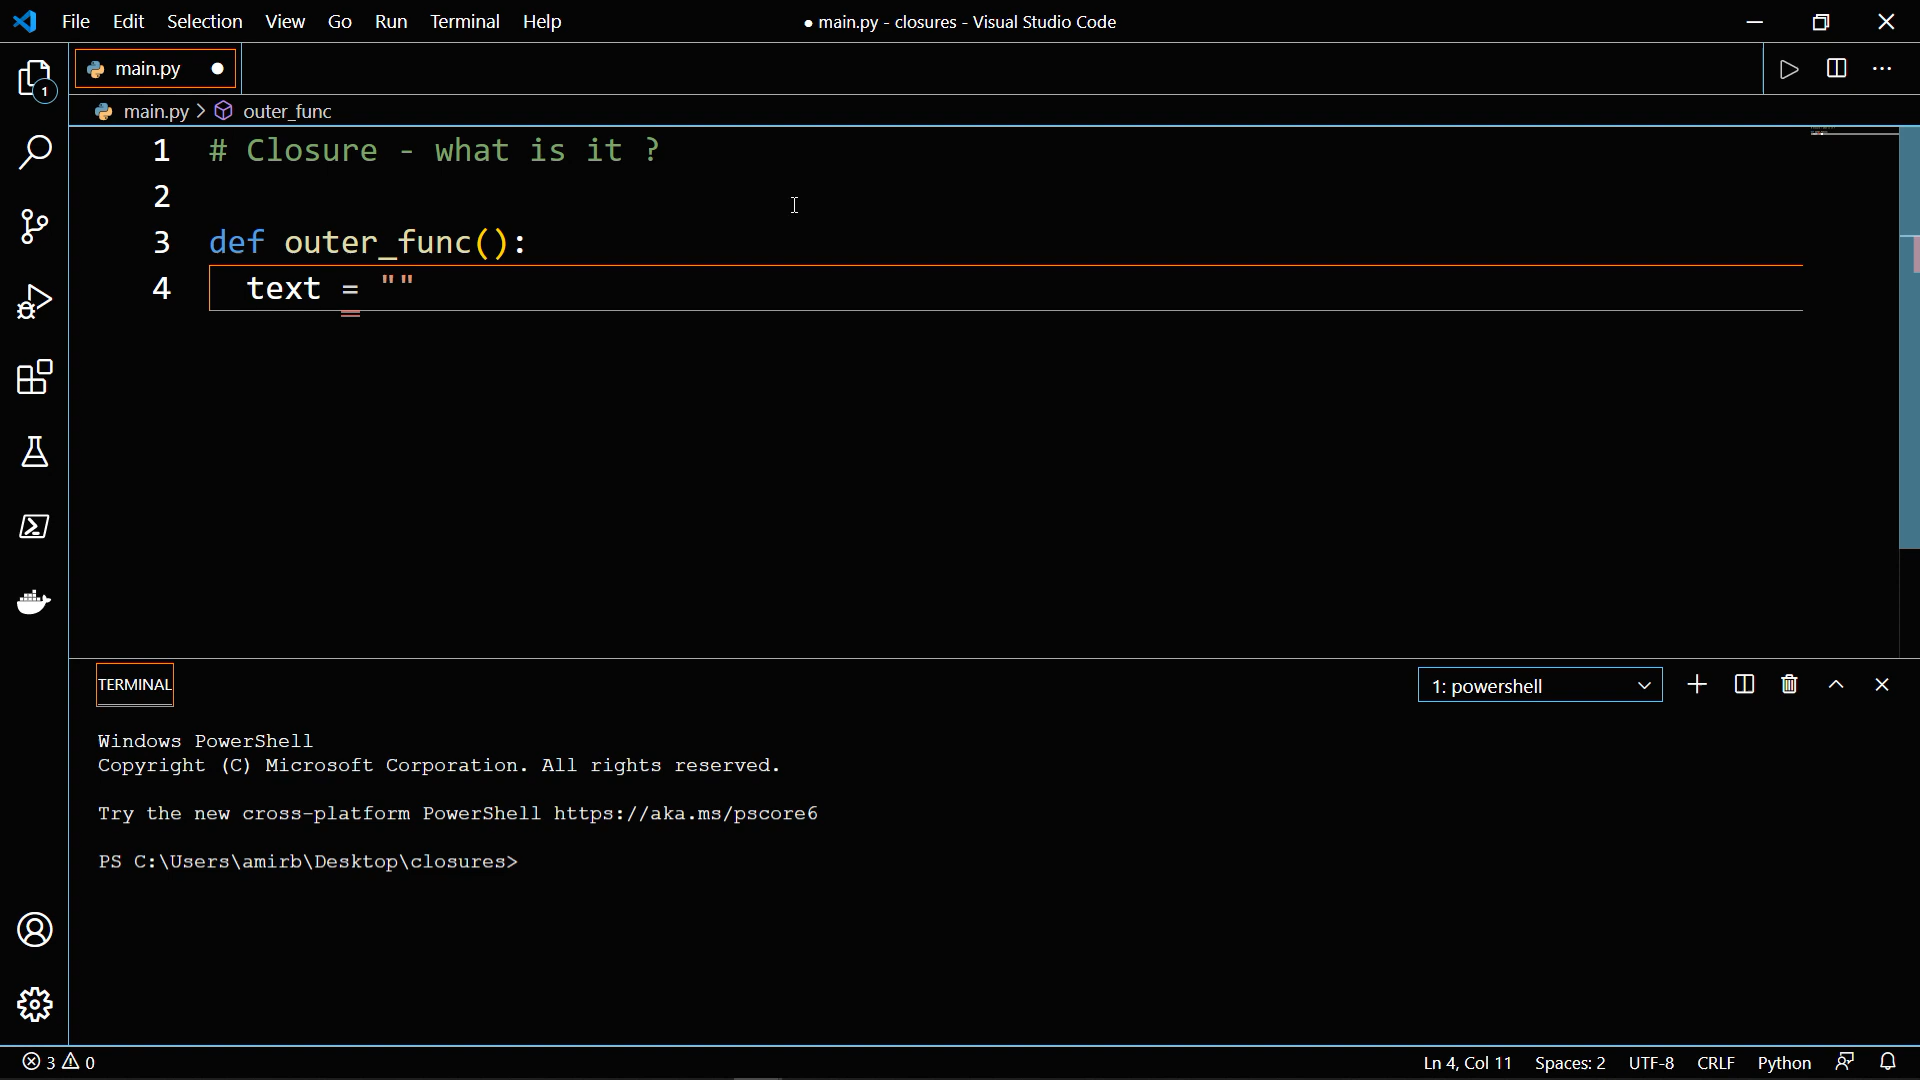 File Edit Selection View Go Run Terminal Help
● main.py - closures - Visual Studio Code
main.py
1
main.py > outer_func
1 # Closure - what is it ?
2
3 def outer_func():
4 text = ""
TERMINAL
1: powershell
Windows PowerShell
Copyright (C) Microsoft Corporation. All rights reserved.
Try the new cross-platform PowerShell https://aka.ms/pscore6
PS C:\Users\amirb\Desktop\closures>
3 0
Ln 4, Col 11 Spaces: 2 UTF-8 CRLF Python